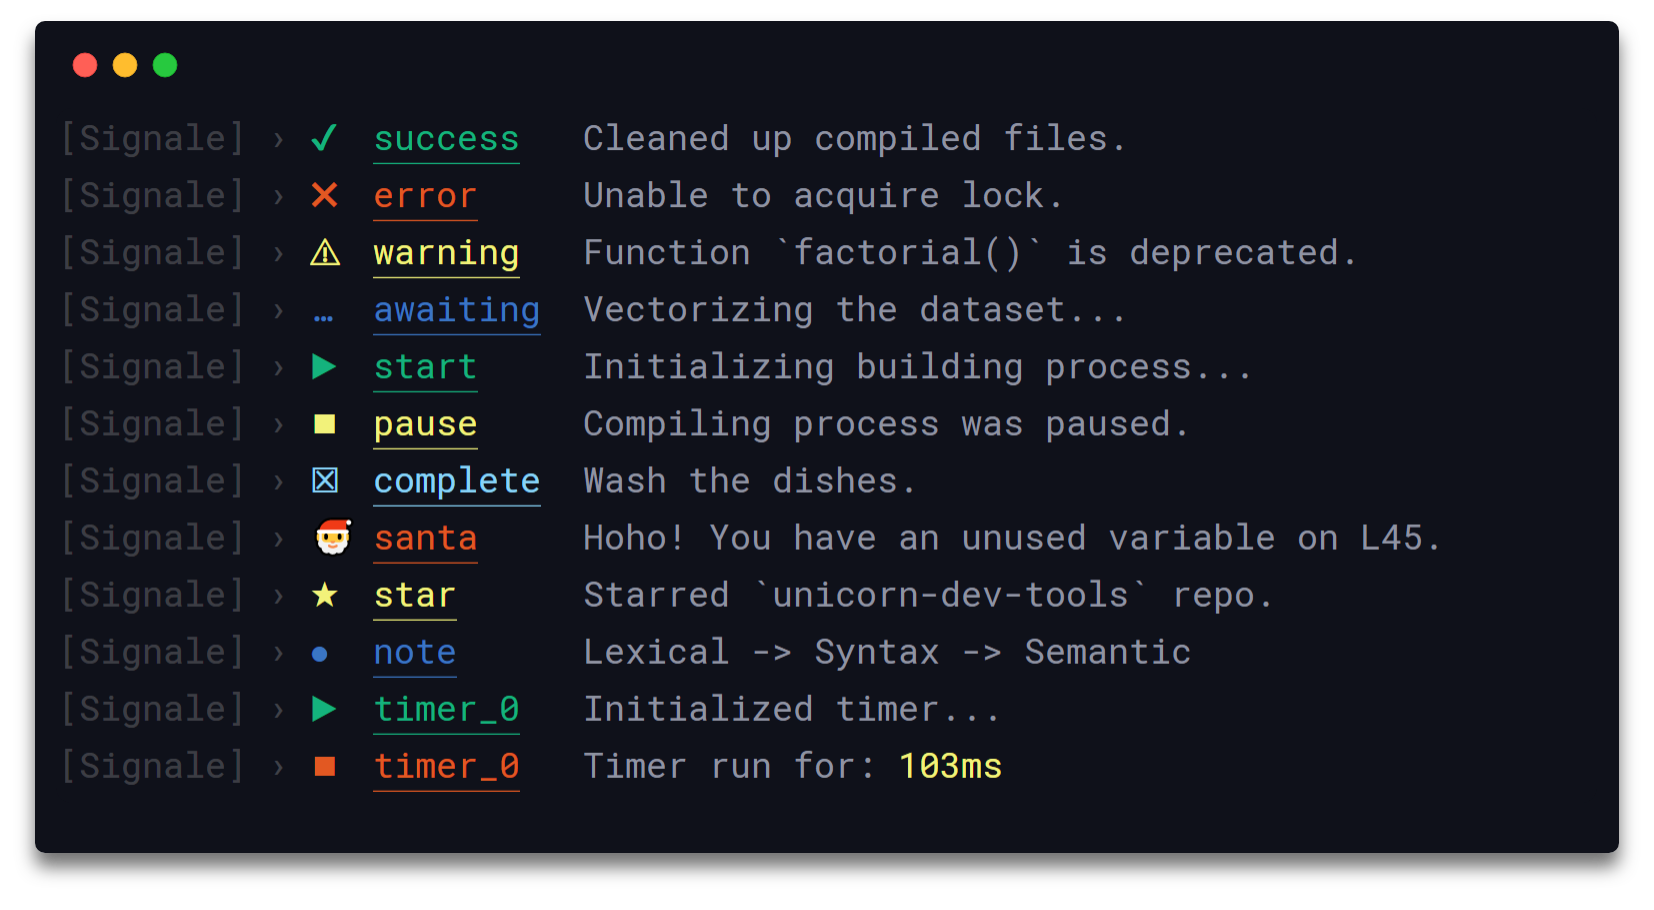 [Signale] › ✔ success Cleaned up compiled files.
[Signale] › ✖ error Unable to acquire lock.
[Signale] › ⚠ warning Function `factorial()` is deprecated.
[Signale] › … awaiting Vectorizing the dataset...
[Signale] › ▶ start Initializing building process...
[Signale] › ■ pause Compiling process was paused.
[Signale] › ☒ complete Wash the dishes.
[Signale] › 🎅 santa Hoho! You have an unused variable on L45.
[Signale] › ★ star Starred `unicorn-dev-tools` repo.
[Signale] › ● note Lexical -> Syntax -> Semantic
[Signale] › ▶ timer_0 Initialized timer...
[Signale] › ■ timer_0 Timer run for: 103ms